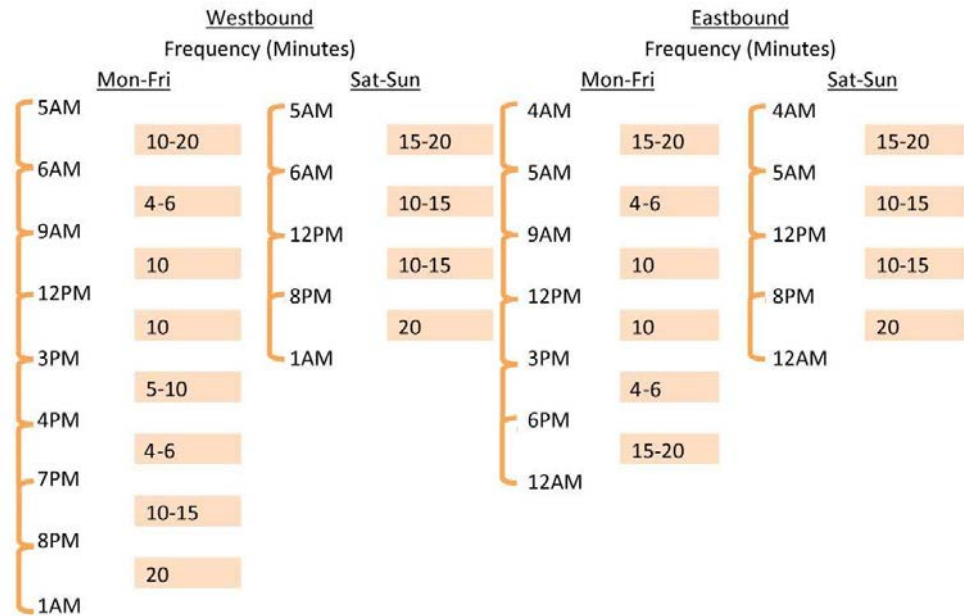 Westbound
Frequency (Minutes)
Mon-Fri
5AM
10-20
6AM
4-6
9AM
10
12PM
10
3PM
5-10
4PM
4-6
7PM
10-15
8PM
20
1AM
Sat-Sun
5AM
15-20
6AM
10-15
12PM
10-15
8PM
20
1AM
Eastbound
Frequency (Minutes)
Mon-Fri
4AM
15-20
5AM
4-6
9AM
10
12PM
10
3PM
4-6
6PM
15-20
12AM
Sat-Sun
4AM
15-20
5AM
10-15
12PM
10-15
8PM
20
12AM